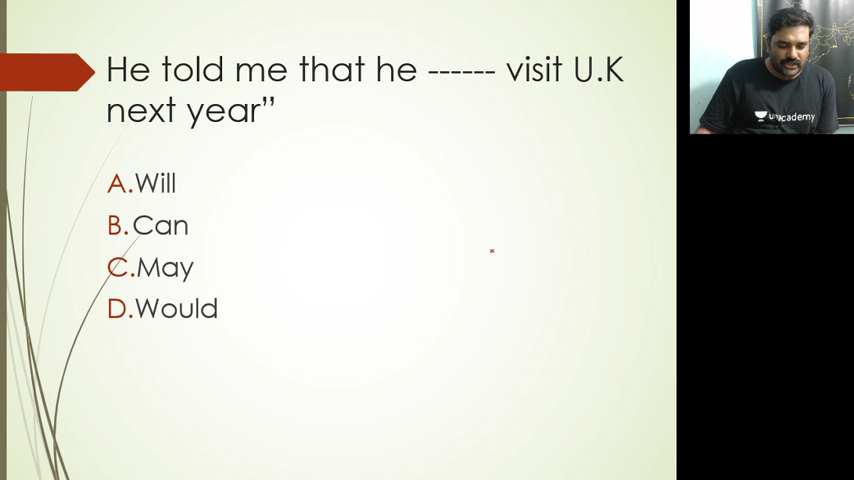 He told me that he ------ visit U.K
next year”
A.Will
B.Can
C.May
D.Would
unacademy